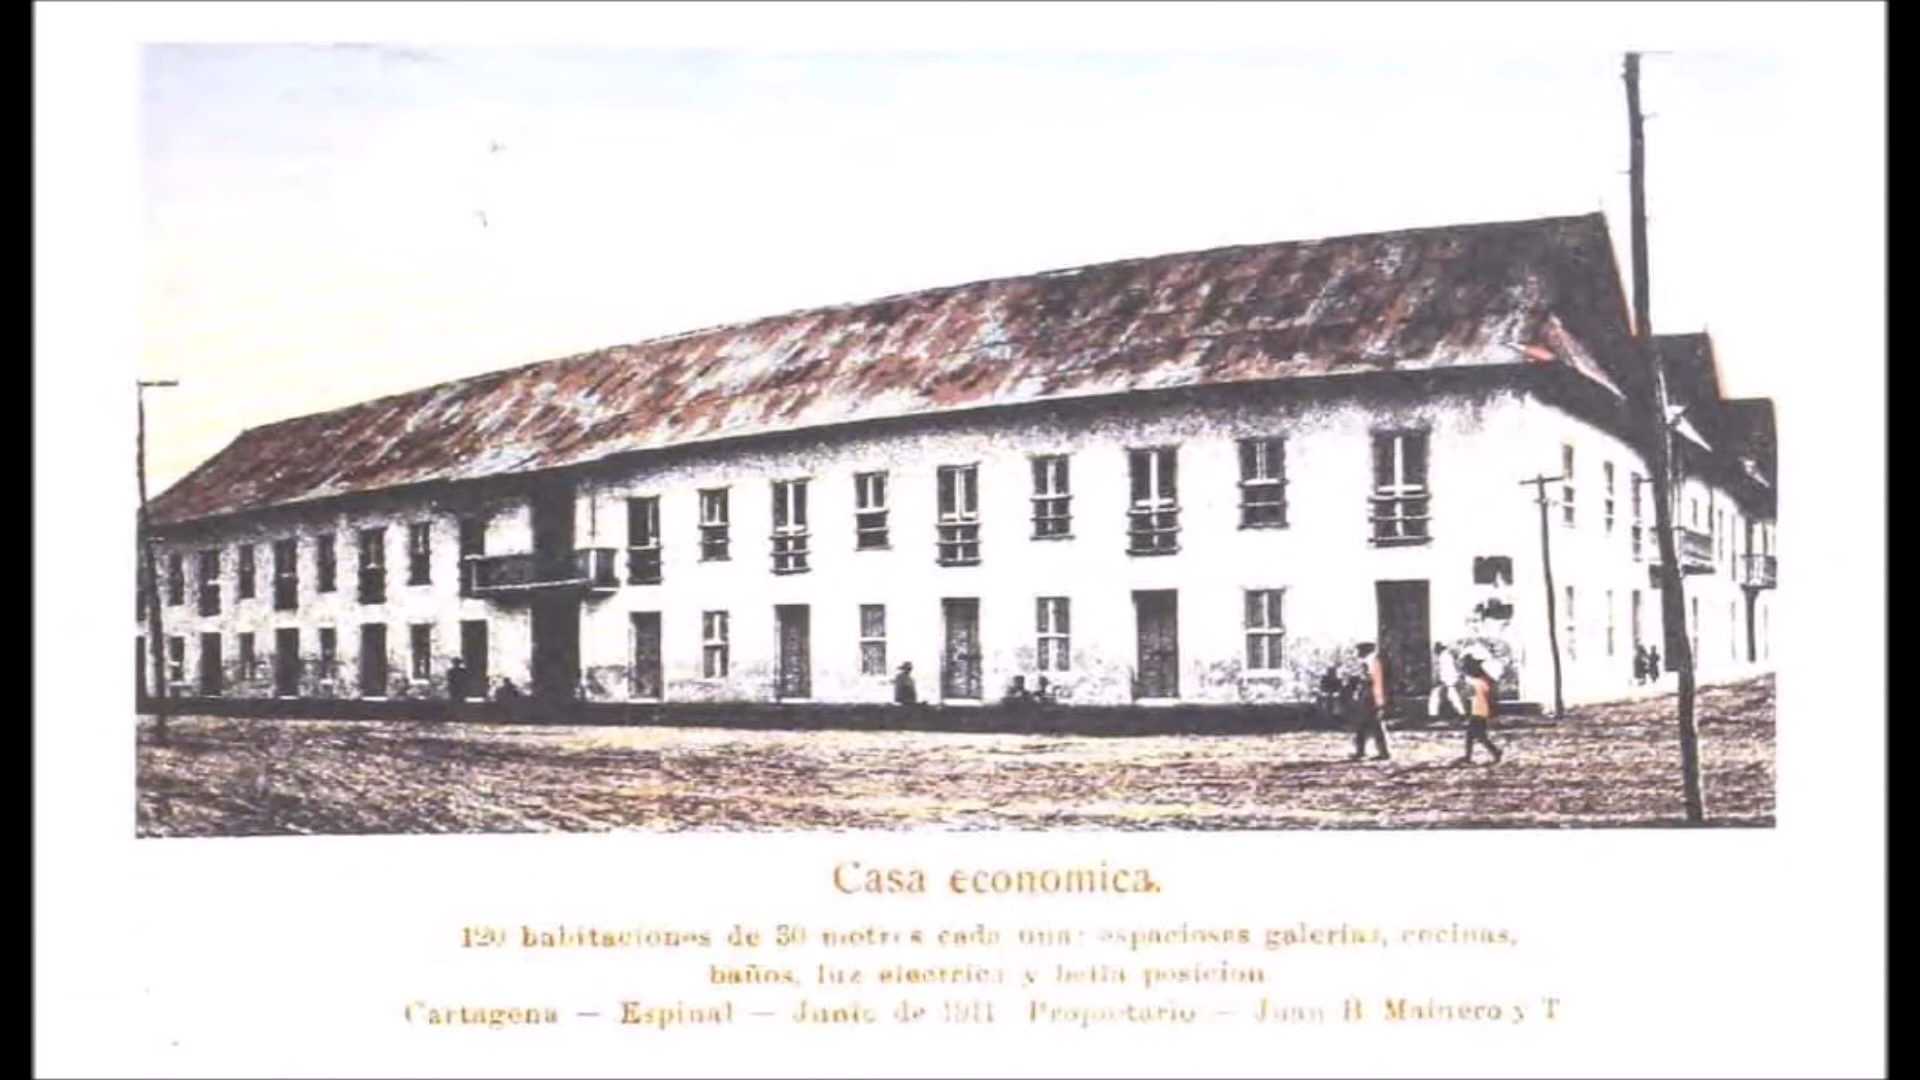 Casa economica.
120 habitaciones de 30 metros cada una: espaciosas galerias, cocinas,
baños, luz electrica y bella posicion
Cartagena — Espinal — Junio de 1911 Propietario — Juan B. Mainero y T